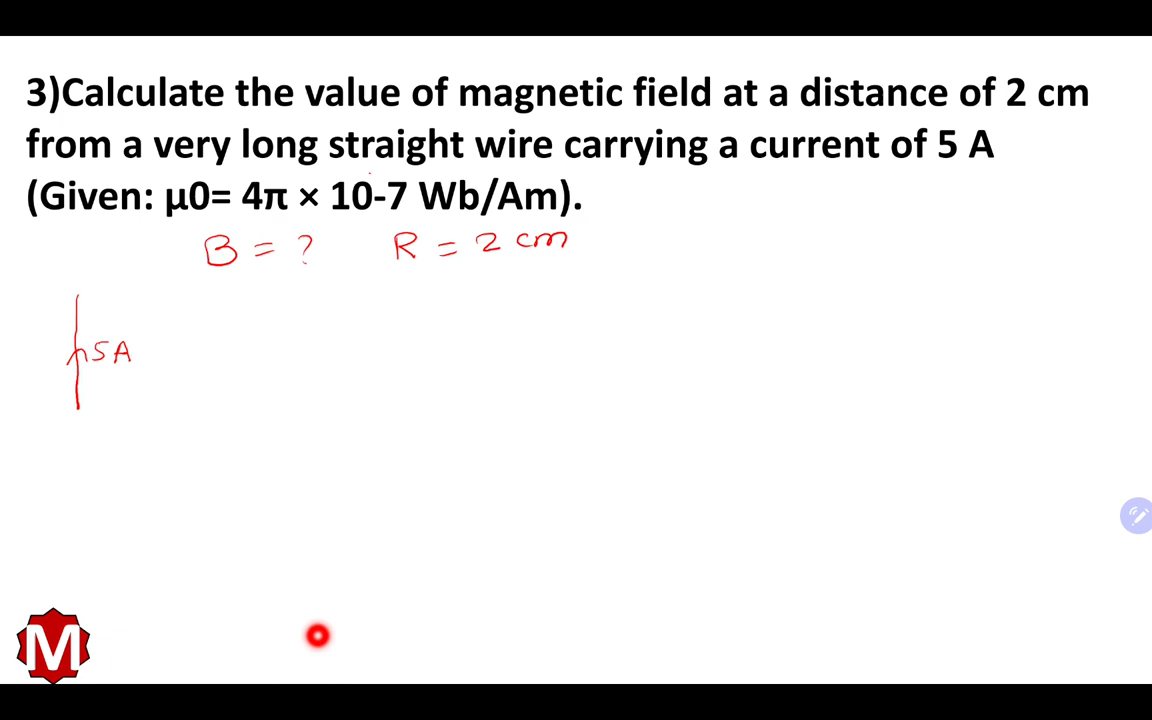 3)Calculate the value of magnetic field at a distance of 2 cm
from a very long straight wire carrying a current of 5 A
(Given: μ0= 4π × 10-7 Wb/Am).
B = ? R = 2 cm
5A
M